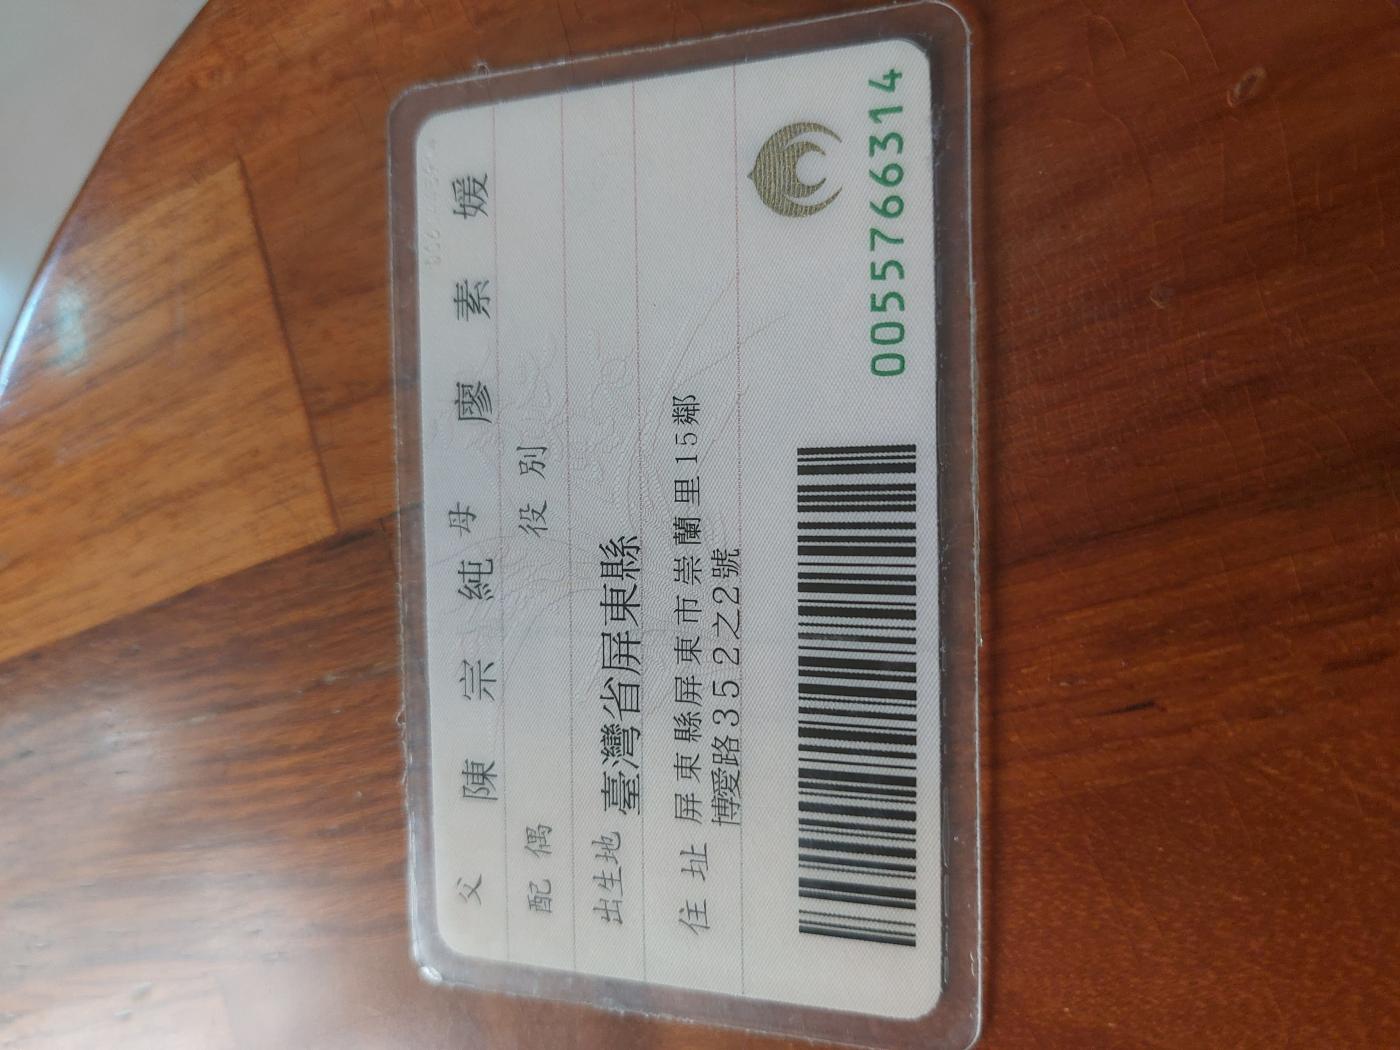 父 陳宗純 母 廖素媛
配偶 役別
出生地 臺灣省屏東縣
住址 屏東縣屏東市崇蘭里15鄰
博愛路352之2號
0055766314